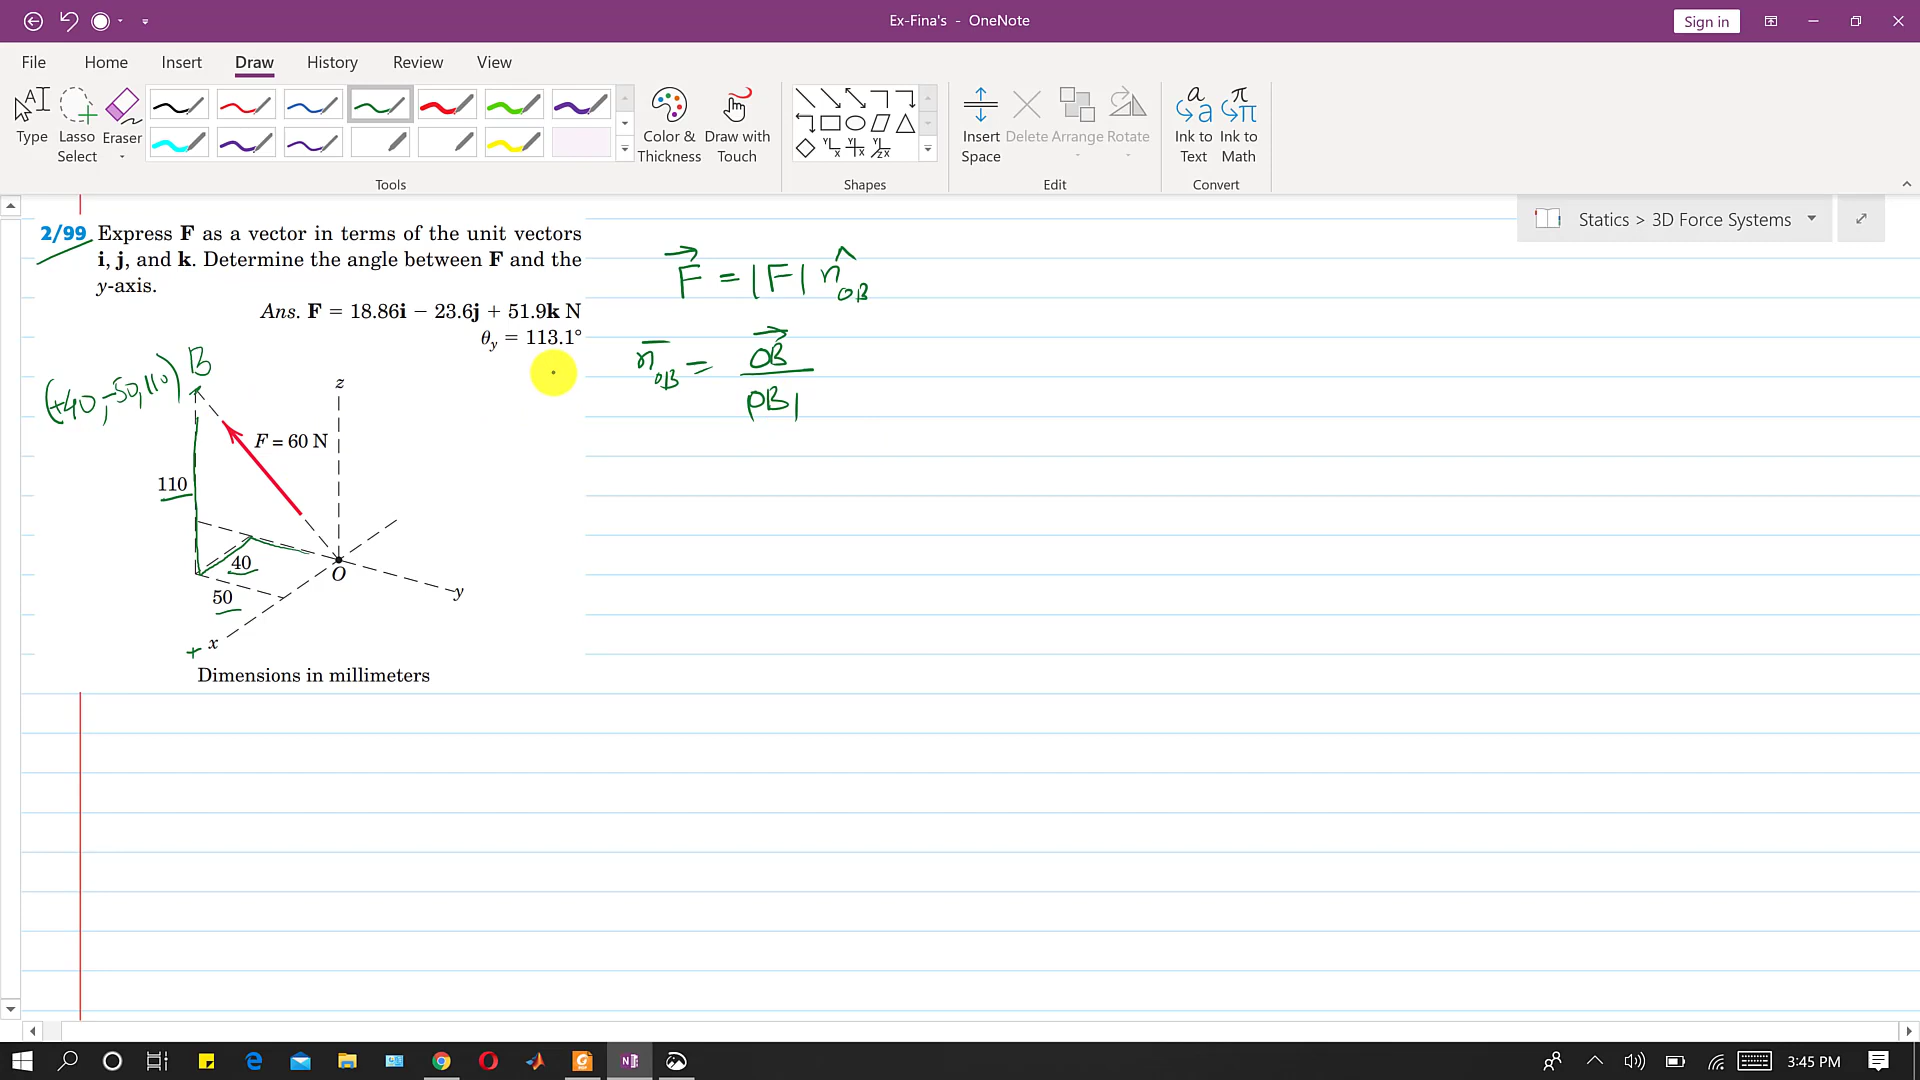 Ex-Fina's - OneNote
Sign in
File
Home
Insert
Draw
History
Review
View
Type
Lasso
Select
Eraser
Color &
Thickness
Draw with
Touch
Insert
Space
Delete
Arrange
Rotate
Ink to
Text
Ink to
Math
Tools
Shapes
Edit
Convert
Statics > 3D Force Systems
2/99 Express F as a vector in terms of the unit vectors
i, j, and k. Determine the angle between F and the
y-axis.
Ans. F = 18.86i − 23.6j + 51.9k N
θy = 113.1°
F = |F| n OB
n OB = OB
|OB|
B
(+40,-50,110)
z
F = 60 N
110
40
O
50
y
+ x
Dimensions in millimeters
3:45 PM